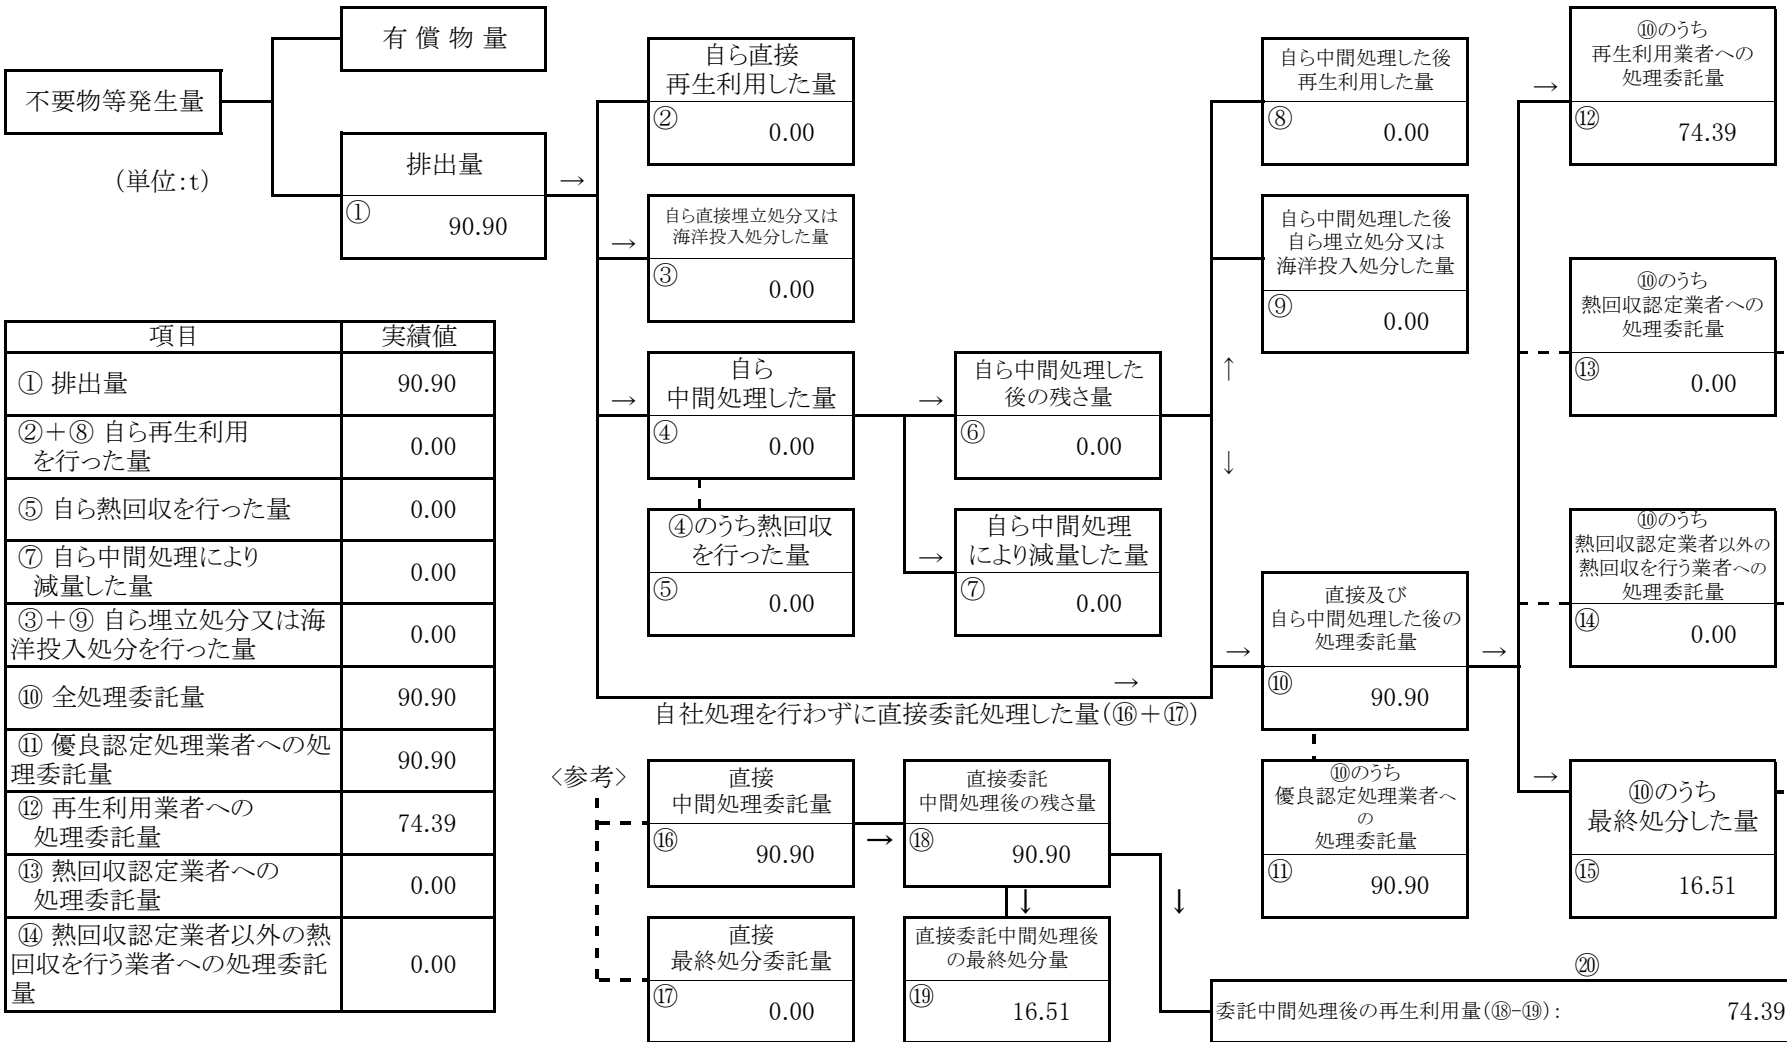 有 償 物 量
不要物等発生量
(単位:t)
排出量
①
90.90
→
自ら直接
再生利用した量
②
0.00
→
自ら直接埋立処分又は
海洋投入処分した量
③
0.00
→
自ら
中間処理した量
④
0.00
④のうち熱回収
を行った量
⑤
0.00
→
自ら中間処理した
後の残さ量
⑥
0.00
→
自ら中間処理
により減量した量
⑦
0.00
↑
↓
自ら中間処理した後
再生利用した量
⑧
0.00
自ら中間処理した後
自ら埋立処分又は
海洋投入処分した量
⑨
0.00
→
自社処理を行わずに直接委託処理した量(⑯+⑰)
→
直接及び
自ら中間処理した後の
処理委託量
⑩
90.90
⑩のうち
優良認定処理業者へ
の
処理委託量
⑪
90.90
→
→
⑩のうち
再生利用業者への
処理委託量
⑫
74.39
⑩のうち
熱回収認定業者への
処理委託量
⑬
0.00
⑩のうち
熱回収認定業者以外の
熱回収を行う業者への
処理委託量
⑭
0.00
→
⑩のうち
最終処分した量
⑮
16.51
項目 実績値
① 排出量 90.90
②+⑧ 自ら再生利用
を行った量 0.00
⑤ 自ら熱回収を行った量 0.00
⑦ 自ら中間処理により
減量した量 0.00
③+⑨ 自ら埋立処分又は海
洋投入処分を行った量 0.00
⑩ 全処理委託量 90.90
⑪ 優良認定処理業者への処
理委託量 90.90
⑫ 再生利用業者への
処理委託量 74.39
⑬ 熱回収認定業者への
処理委託量 0.00
⑭ 熱回収認定業者以外の熱
回収を行う業者への処理委託
量 0.00
<参考>
直接
中間処理委託量
⑯
90.90
→
直接委託
中間処理後の残さ量
⑱
90.90
↓
↓
直接
最終処分委託量
⑰
0.00
直接委託中間処理後
の最終処分量
⑲
16.51
⑳
委託中間処理後の再生利用量(⑱-⑲): 74.39